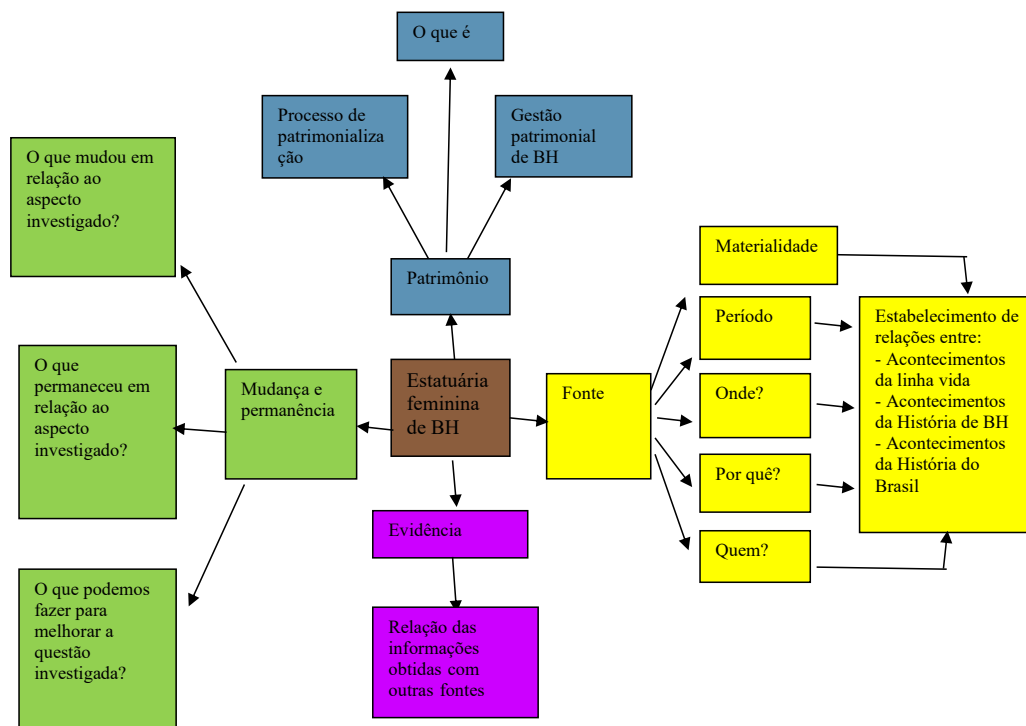 O que é
Processo de
patrimonializa
ção
Gestão
patrimonial
de BH
O que mudou em
relação ao
aspecto
investigado?
Patrimônio
Materialidade
Período
Estabelecimento de
relações entre:
- Acontecimentos
da linha vida
- Acontecimentos
da História de BH
- Acontecimentos
da História do
Brasil
O que
permaneceu em
relação ao
aspecto
investigado?
Mudança e
permanência
Estatuária
feminina
de BH
Fonte
Onde?
Por quê?
Quem?
Evidência
O que podemos
fazer para
melhorar a
questão
investigada?
Relação das
informações
obtidas com
outras fontes